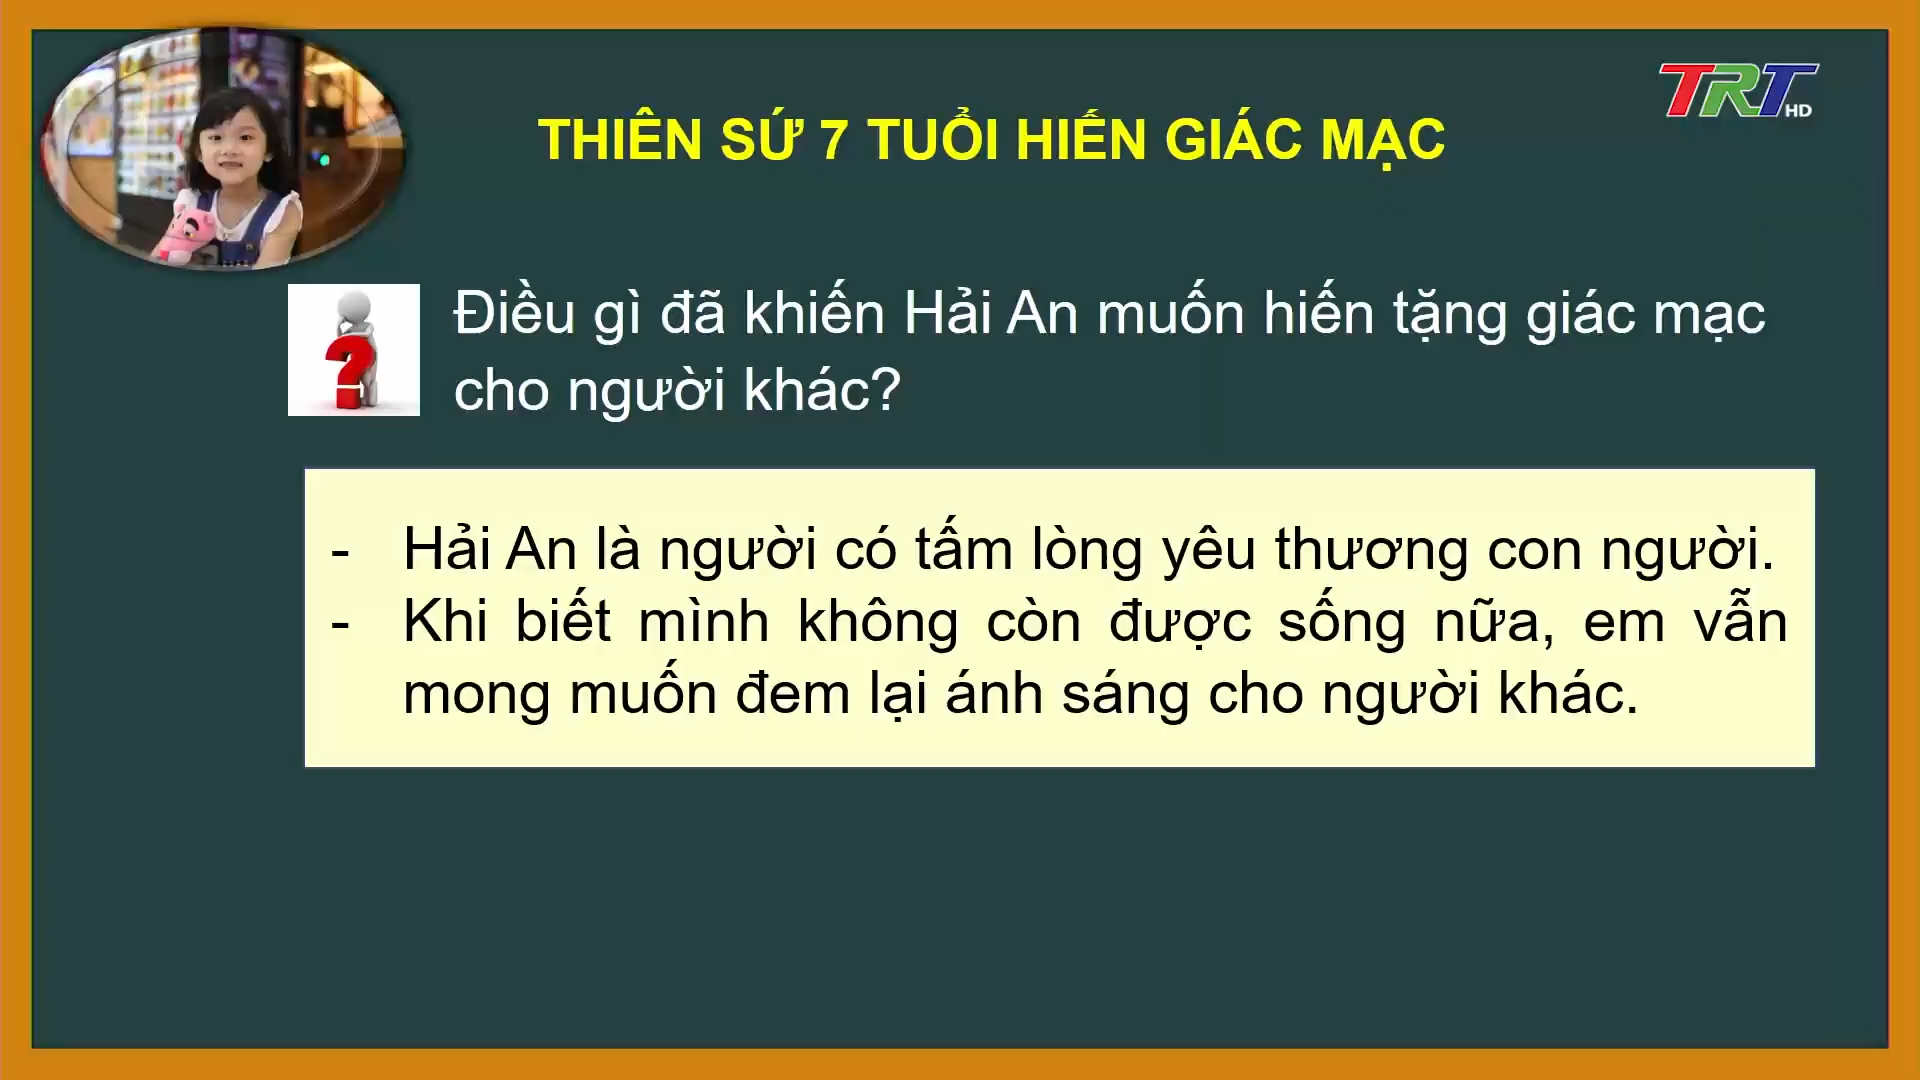 TRT HD
THIÊN SỨ 7 TUỔI HIẾN GIÁC MẠC
Điều gì đã khiến Hải An muốn hiến tặng giác mạc
cho người khác?
- Hải An là người có tấm lòng yêu thương con người.
- Khi biết mình không còn được sống nữa, em vẫn
mong muốn đem lại ánh sáng cho người khác.